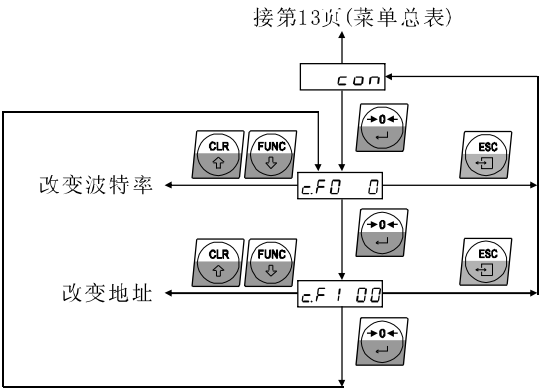 接第13页(菜单总表)
con
→0←
CLR FUNC
ESC
改变波特率
c.F0 0
→0←
CLR FUNC
ESC
改变地址
c.F1 00
→0←